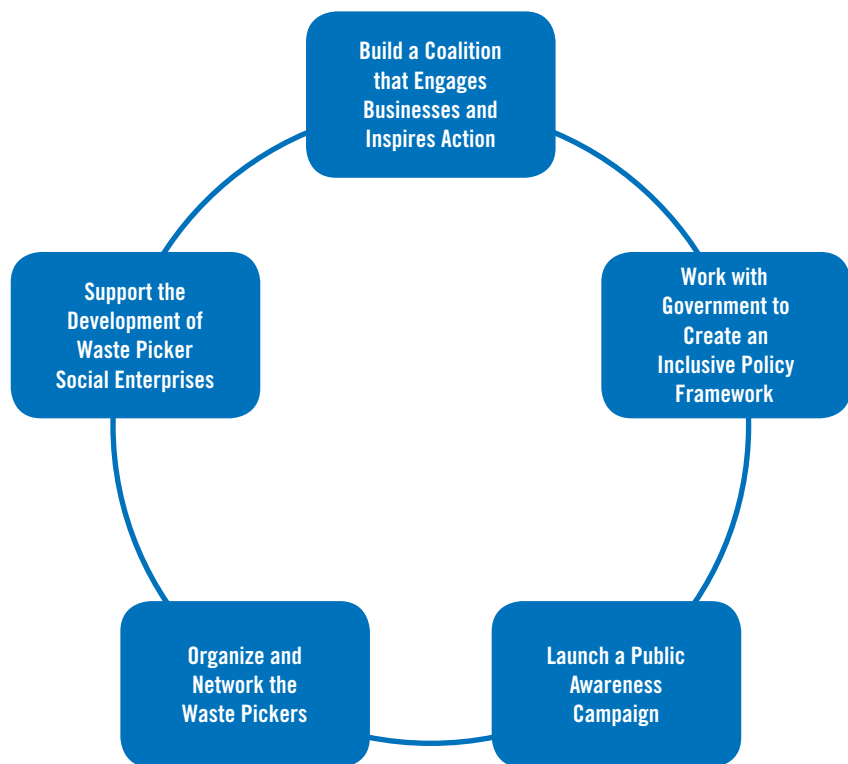 Build a Coalition
that Engages
Businesses and
Inspires Action
Work with
Government to
Create an
Inclusive Policy
Framework
Launch a Public
Awareness
Campaign
Organize and
Network the
Waste Pickers
Support the
Development of
Waste Picker
Social Enterprises